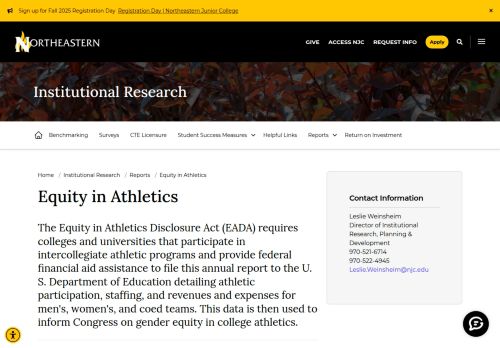 Sign up for Fall 2025 Registration Day Registration Day | Northeastern Junior College ×
NORTHEASTERN
GIVE ACCESS NJC REQUEST INFO Apply
Institutional Research
Benchmarking Surveys CTE Licensure Student Success Measures Helpful Links Reports Return on Investment
Home / Institutional Research / Reports / Equity in Athletics
Equity in Athletics
The Equity in Athletics Disclosure Act (EADA) requires
colleges and universities that participate in
intercollegiate athletic programs and provide federal
financial aid assistance to file this annual report to the U.
S. Department of Education detailing athletic
participation, staffing, and revenues and expenses for
men's, women's, and coed teams. This data is then used to
inform Congress on gender equity in college athletics.
Contact Information
Leslie Weinsheim
Director of Institutional
Research, Planning &
Development
970-521-6714
970-522-4945
Leslie.Weinsheim@njc.edu